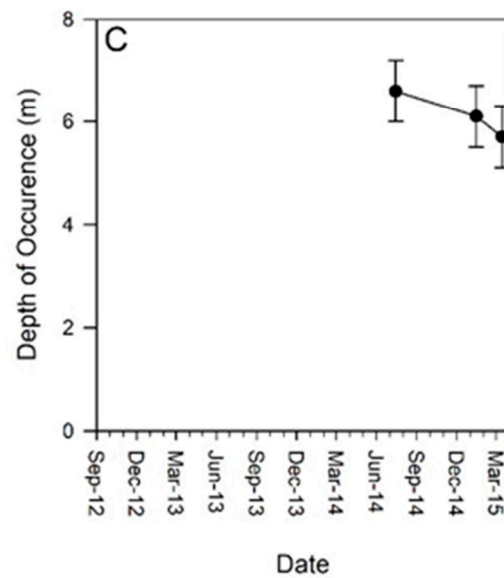 C
8
6
4
2
0
Depth of Occurence (m)
Sep-12
Dec-12
Mar-13
Jun-13
Sep-13
Dec-13
Mar-14
Jun-14
Sep-14
Dec-14
Mar-15
Date